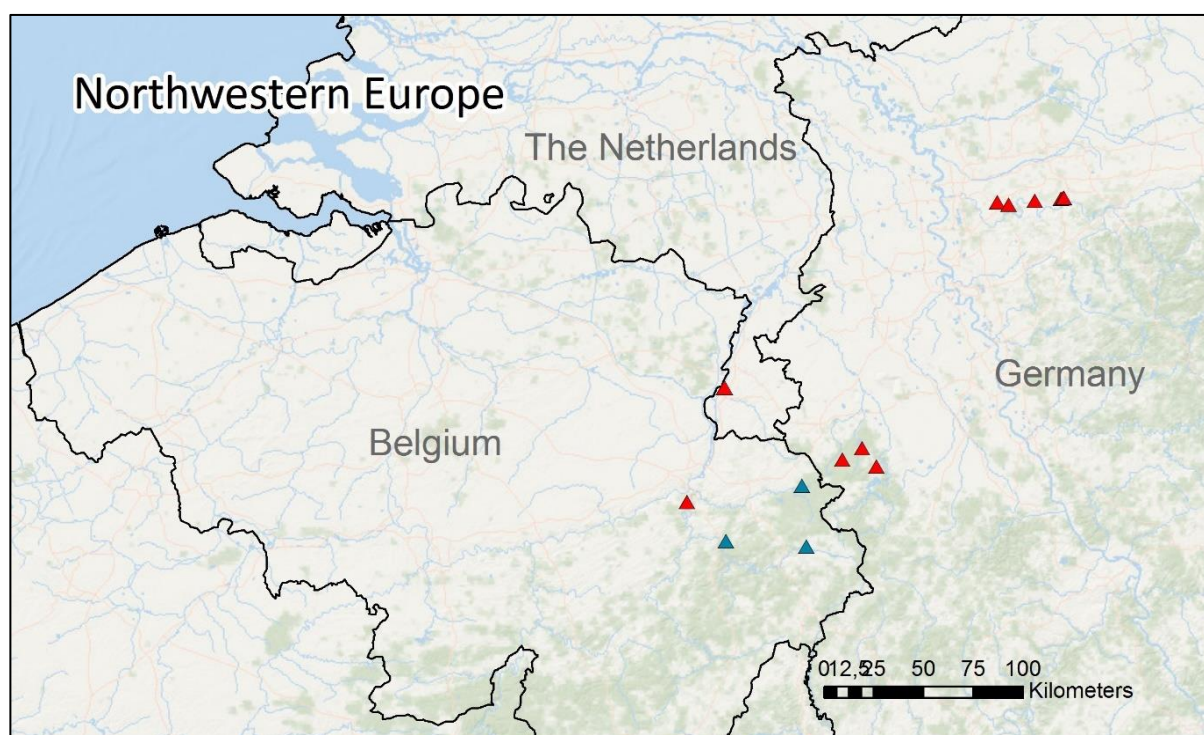 Northwestern Europe
The Netherlands
Germany
Belgium
012,525 50 75 100
Kilometers